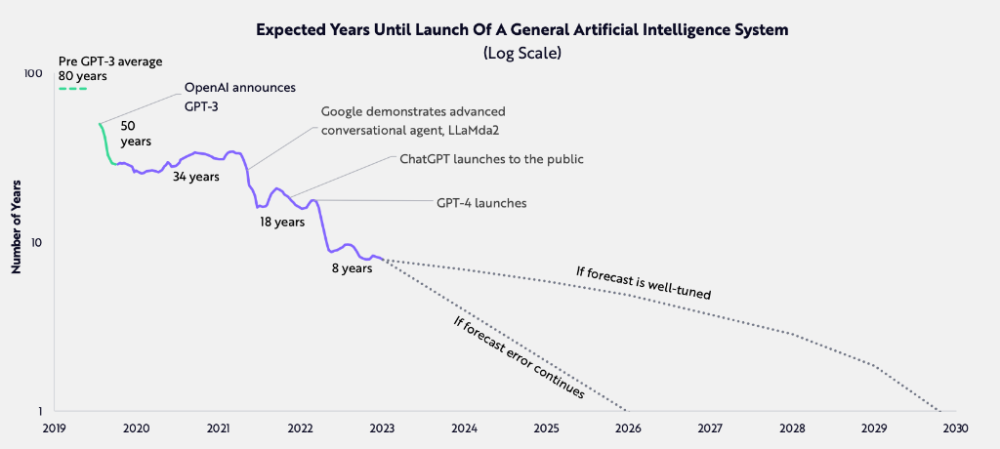 Expected Years Until Launch Of A General Artificial Intelligence System
(Log Scale)
Pre GPT-3 average
80 years
100
OpenAI announces
GPT-3
50
years
Google demonstrates advanced
conversational agent, LLaMda2
ChatGPT launches to the public
34 years
GPT-4 launches
18 years
Number of Years
10
8 years
If forecast is well-tuned
If forecast error continues
1
2019 2020 2021 2022 2023 2024 2025 2026 2027 2028 2029 2030